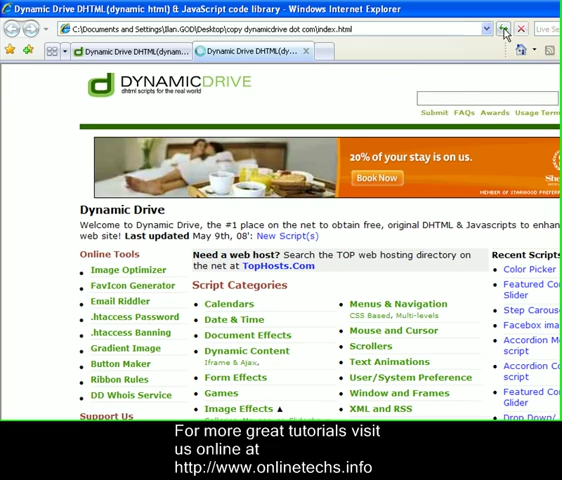 Dynamic Drive DHTML(dynamic html) & JavaScript code library - Windows Internet Explorer
C:\Documents and Settings\Ilan.GOD\Desktop\copy dynamicdrive dot com\index.html
Live Se
Dynamic Drive DHTML(dynami...
Dynamic Drive DHTML(dy...
DYNAMICDRIVE
dhtml scripts for the real world
Submit FAQs Awards Usage Term
20% of your stay is on us.
Book Now
She
MEMBER OF STARWOOD PREFER
Dynamic Drive
Welcome to Dynamic Drive, the #1 place on the net to obtain free, original DHTML & Javascripts to enhan
web site! Last updated May 9th, 08': New Script(s)
Online Tools
Image Optimizer
FavIcon Generator
Email Riddler
.htaccess Password
.htaccess Banning
Gradient Image
Button Maker
Ribbon Rules
DD Whois Service
Support Us
Need a web host? Search the TOP web hosting directory
on the net at TopHosts.Com
Script Categories
Calendars
Date & Time
Document Effects
Dynamic Content
Iframe & Ajax,
Form Effects
Games
Image Effects ▲
Menus & Navigation
CSS Based, Multi-levels
Mouse and Cursor
Scrollers
Text Animations
User/System Preference
Window and Frames
XML and RSS
Recent Scripts
Color Picker
Featured Co
Slider
Step Carous
Facebox ima
Accordion M
script
Accordion Co
script
Featured Con
Glider
Drop Down/
For more great tutorials visit
us online at
http://www.onlinetechs.info